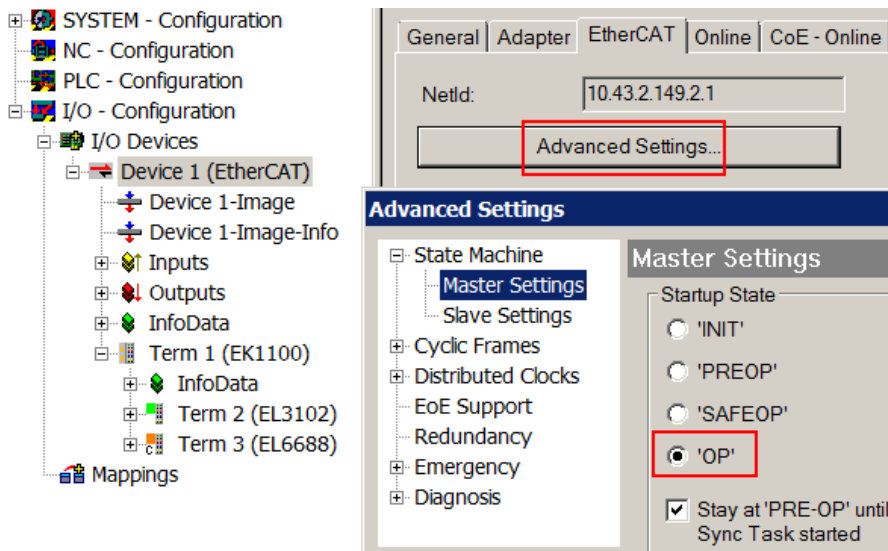 SYSTEM - Configuration
NC - Configuration
PLC - Configuration
I/O - Configuration
I/O Devices
Device 1 (EtherCAT)
Device 1-Image
Device 1-Image-Info
Inputs
Outputs
InfoData
Term 1 (EK1100)
InfoData
Term 2 (EL3102)
Term 3 (EL6688)
Mappings
General Adapter EtherCAT Online CoE - Online
NetId: 10.43.2.149.2.1
Advanced Settings...
Advanced Settings
State Machine
Master Settings
Slave Settings
Cyclic Frames
Distributed Clocks
EoE Support
Redundancy
Emergency
Diagnosis
Master Settings
Startup State
'INIT'
'PREOP'
'SAFEOP'
'OP'
Stay at 'PRE-OP' until
Sync Task started